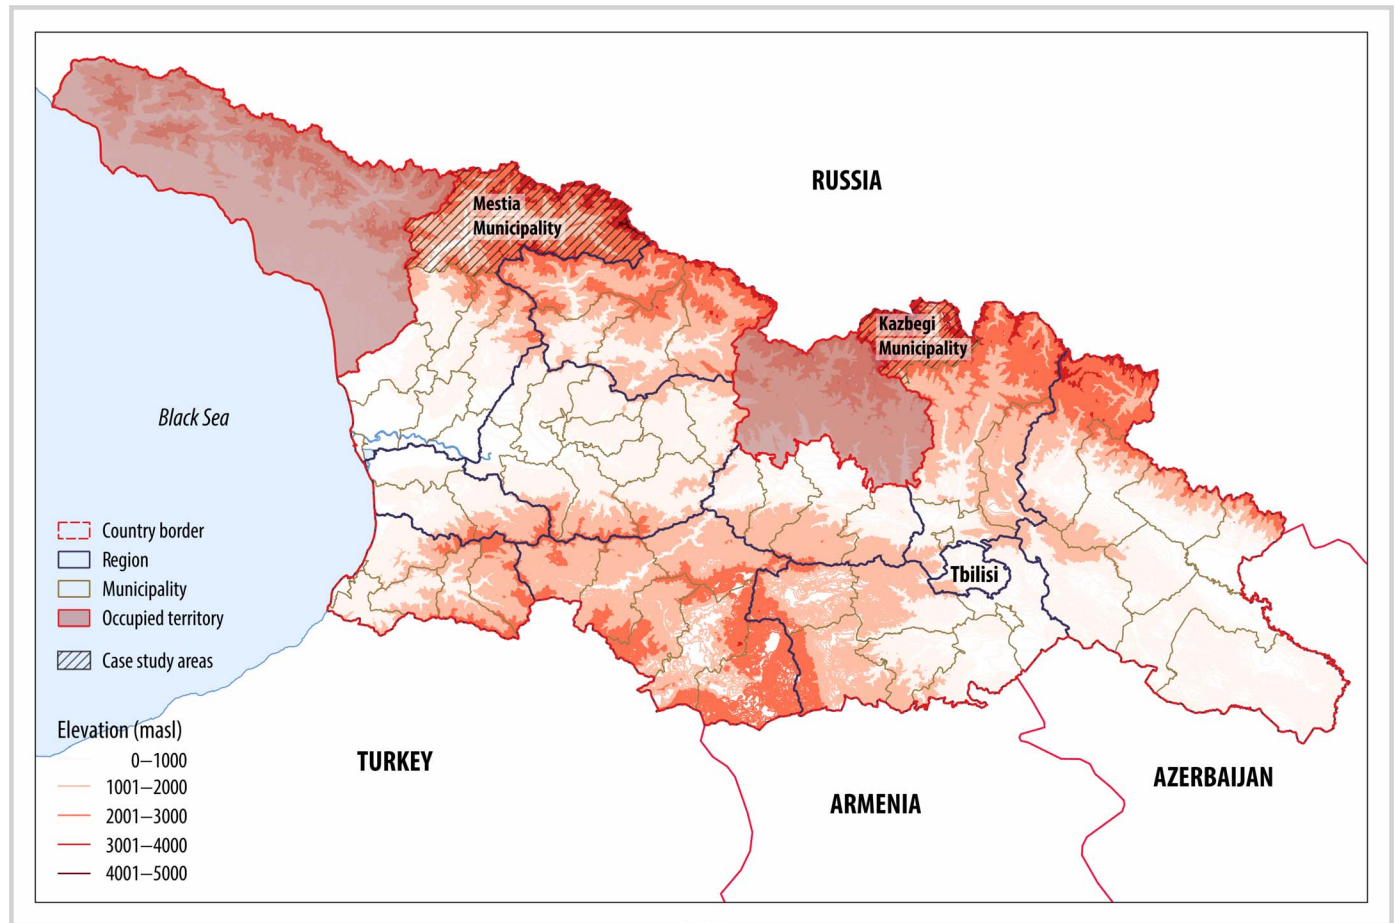 RUSSIA
Mestia
Municipality
Kazbegi
Municipality
Black Sea
Tbilisi
Country border
Region
Municipality
Occupied territory
Case study areas
Elevation (masl)
0–1000
1001–2000
2001–3000
3001–4000
4001–5000
TURKEY
ARMENIA
AZERBAIJAN